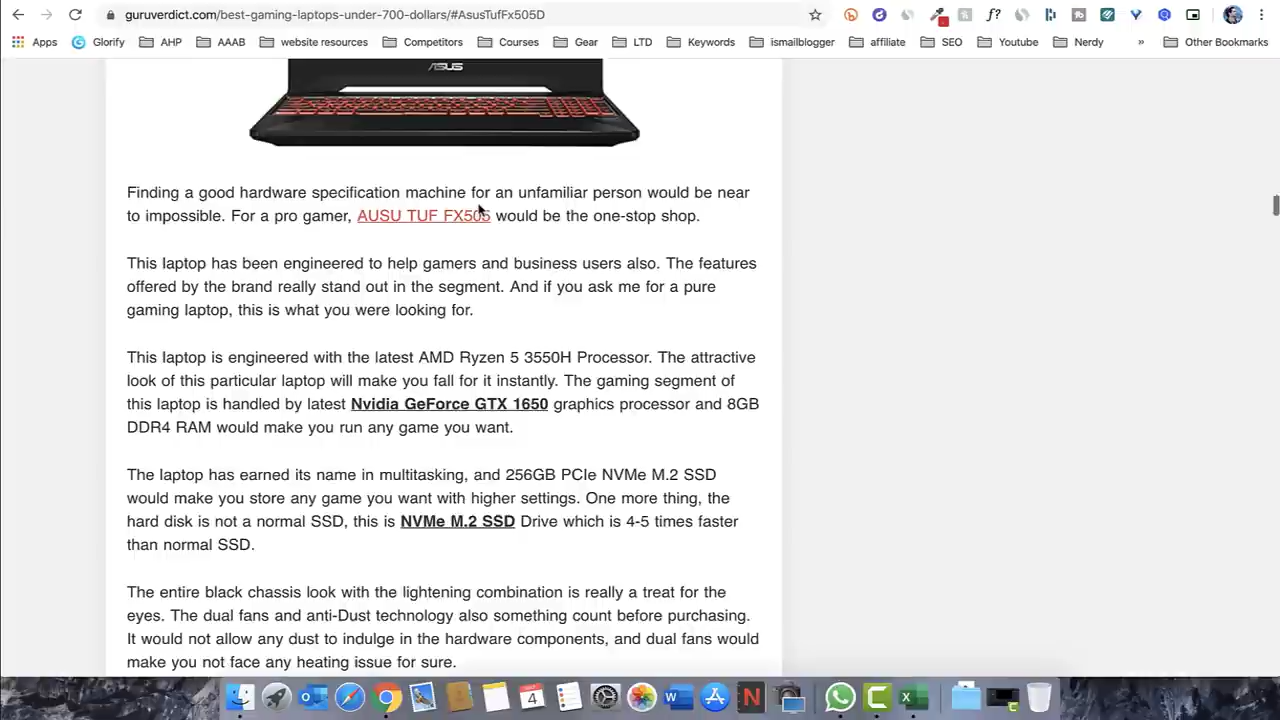 guruverdict.com/best-gaming-laptops-under-700-dollars/#AsusTufFx505D
f?
Apps Glorify AHP AAAB website resources Competitors Courses Gear LTD Keywords ismailblogger affiliate SEO Youtube Nerdy » Other Bookmarks
ASUS
Finding a good hardware specification machine for an unfamiliar person would be near
to impossible. For a pro gamer, AUSU TUF FX505 would be the one-stop shop.
This laptop has been engineered to help gamers and business users also. The features
offered by the brand really stand out in the segment. And if you ask me for a pure
gaming laptop, this is what you were looking for.
This laptop is engineered with the latest AMD Ryzen 5 3550H Processor. The attractive
look of this particular laptop will make you fall for it instantly. The gaming segment of
this laptop is handled by latest Nvidia GeForce GTX 1650 graphics processor and 8GB
DDR4 RAM would make you run any game you want.
The laptop has earned its name in multitasking, and 256GB PCIe NVMe M.2 SSD
would make you store any game you want with higher settings. One more thing, the
hard disk is not a normal SSD, this is NVMe M.2 SSD Drive which is 4-5 times faster
than normal SSD.
The entire black chassis look with the lightening combination is really a treat for the
eyes. The dual fans and anti-Dust technology also something count before purchasing.
It would not allow any dust to indulge in the hardware components, and dual fans would
make you not face any heating issue for sure.
4